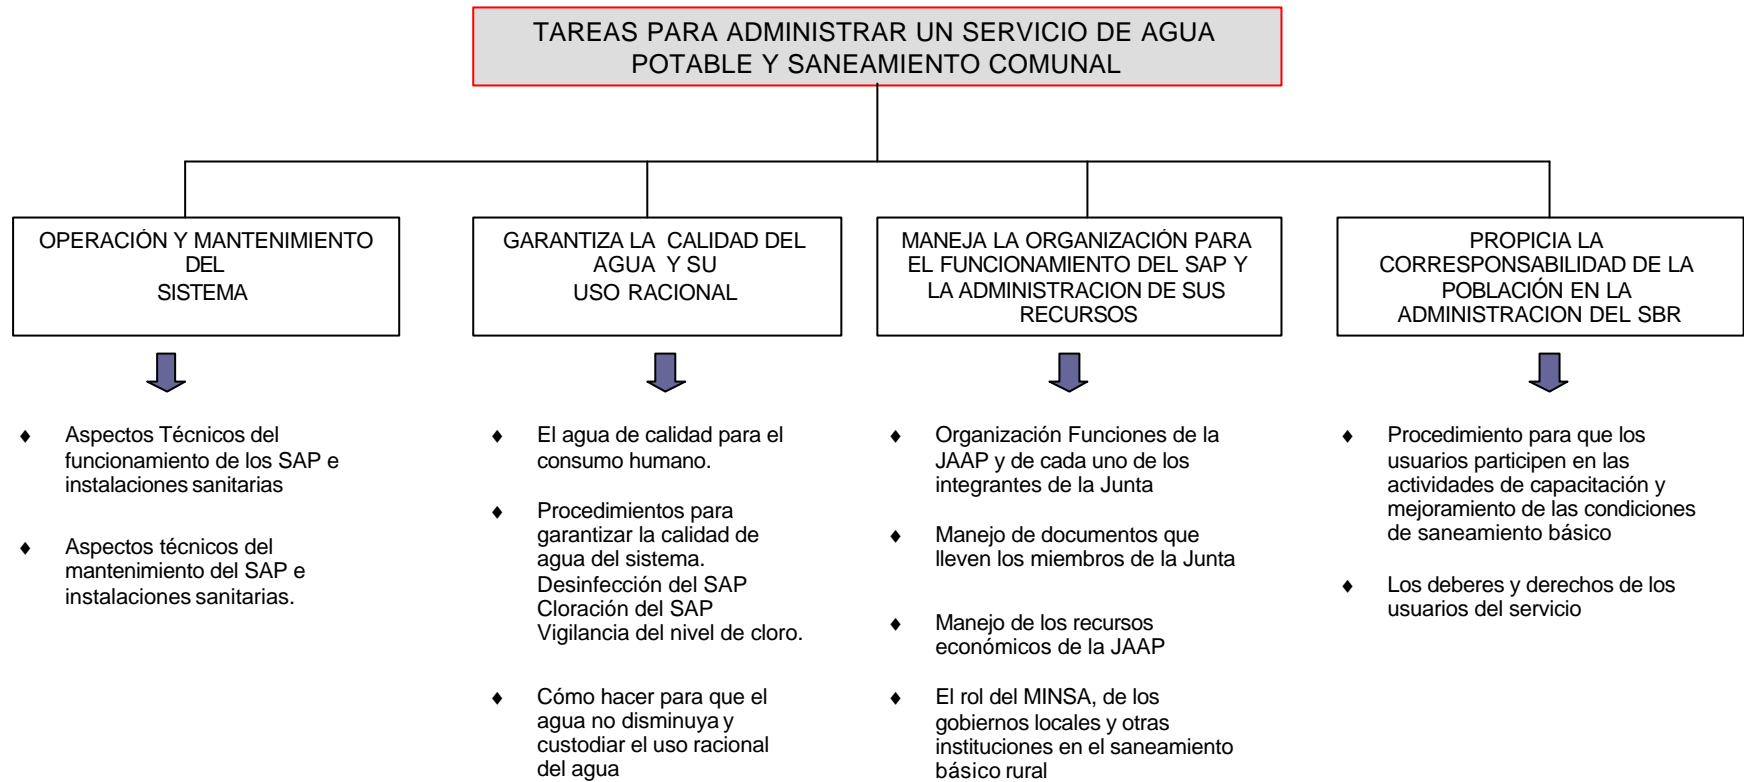 TAREAS PARA ADMINISTRAR UN SERVICIO DE AGUA
POTABLE Y SANEAMIENTO COMUNAL
OPERACIÓN Y MANTENIMIENTO
DEL
SISTEMA
GARANTIZA LA CALIDAD DEL
AGUA Y SU
USO RACIONAL
MANEJA LA ORGANIZACIÓN PARA
EL FUNCIONAMIENTO DEL SAP Y
LA ADMINISTRACION DE SUS
RECURSOS
PROPICIA LA
CORRESPONSABILIDAD DE LA
POBLACIÓN EN LA
ADMINISTRACION DEL SBR
♦ Aspectos Técnicos del
funcionamiento de los SAP e
instalaciones sanitarias
♦ Aspectos técnicos del
mantenimiento del SAP e
instalaciones sanitarias.
♦ El agua de calidad para el
consumo humano.
♦ Procedimientos para
garantizar la calidad de
agua del sistema.
Desinfección del SAP
Cloración del SAP
Vigilancia del nivel de cloro.
♦ Cómo hacer para que el
agua no disminuya y
custodiar el uso racional
del agua
♦ Organización Funciones de la
JAAP y de cada uno de los
integrantes de la Junta
♦ Manejo de documentos que
lleven los miembros de la Junta
♦ Manejo de los recursos
económicos de la JAAP
♦ El rol del MINSA, de los
gobiernos locales y otras
instituciones en el saneamiento
básico rural
♦ Procedimiento para que los
usuarios participen en las
actividades de capacitación y
mejoramiento de las condiciones
de saneamiento básico
♦ Los deberes y derechos de los
usuarios del servicio